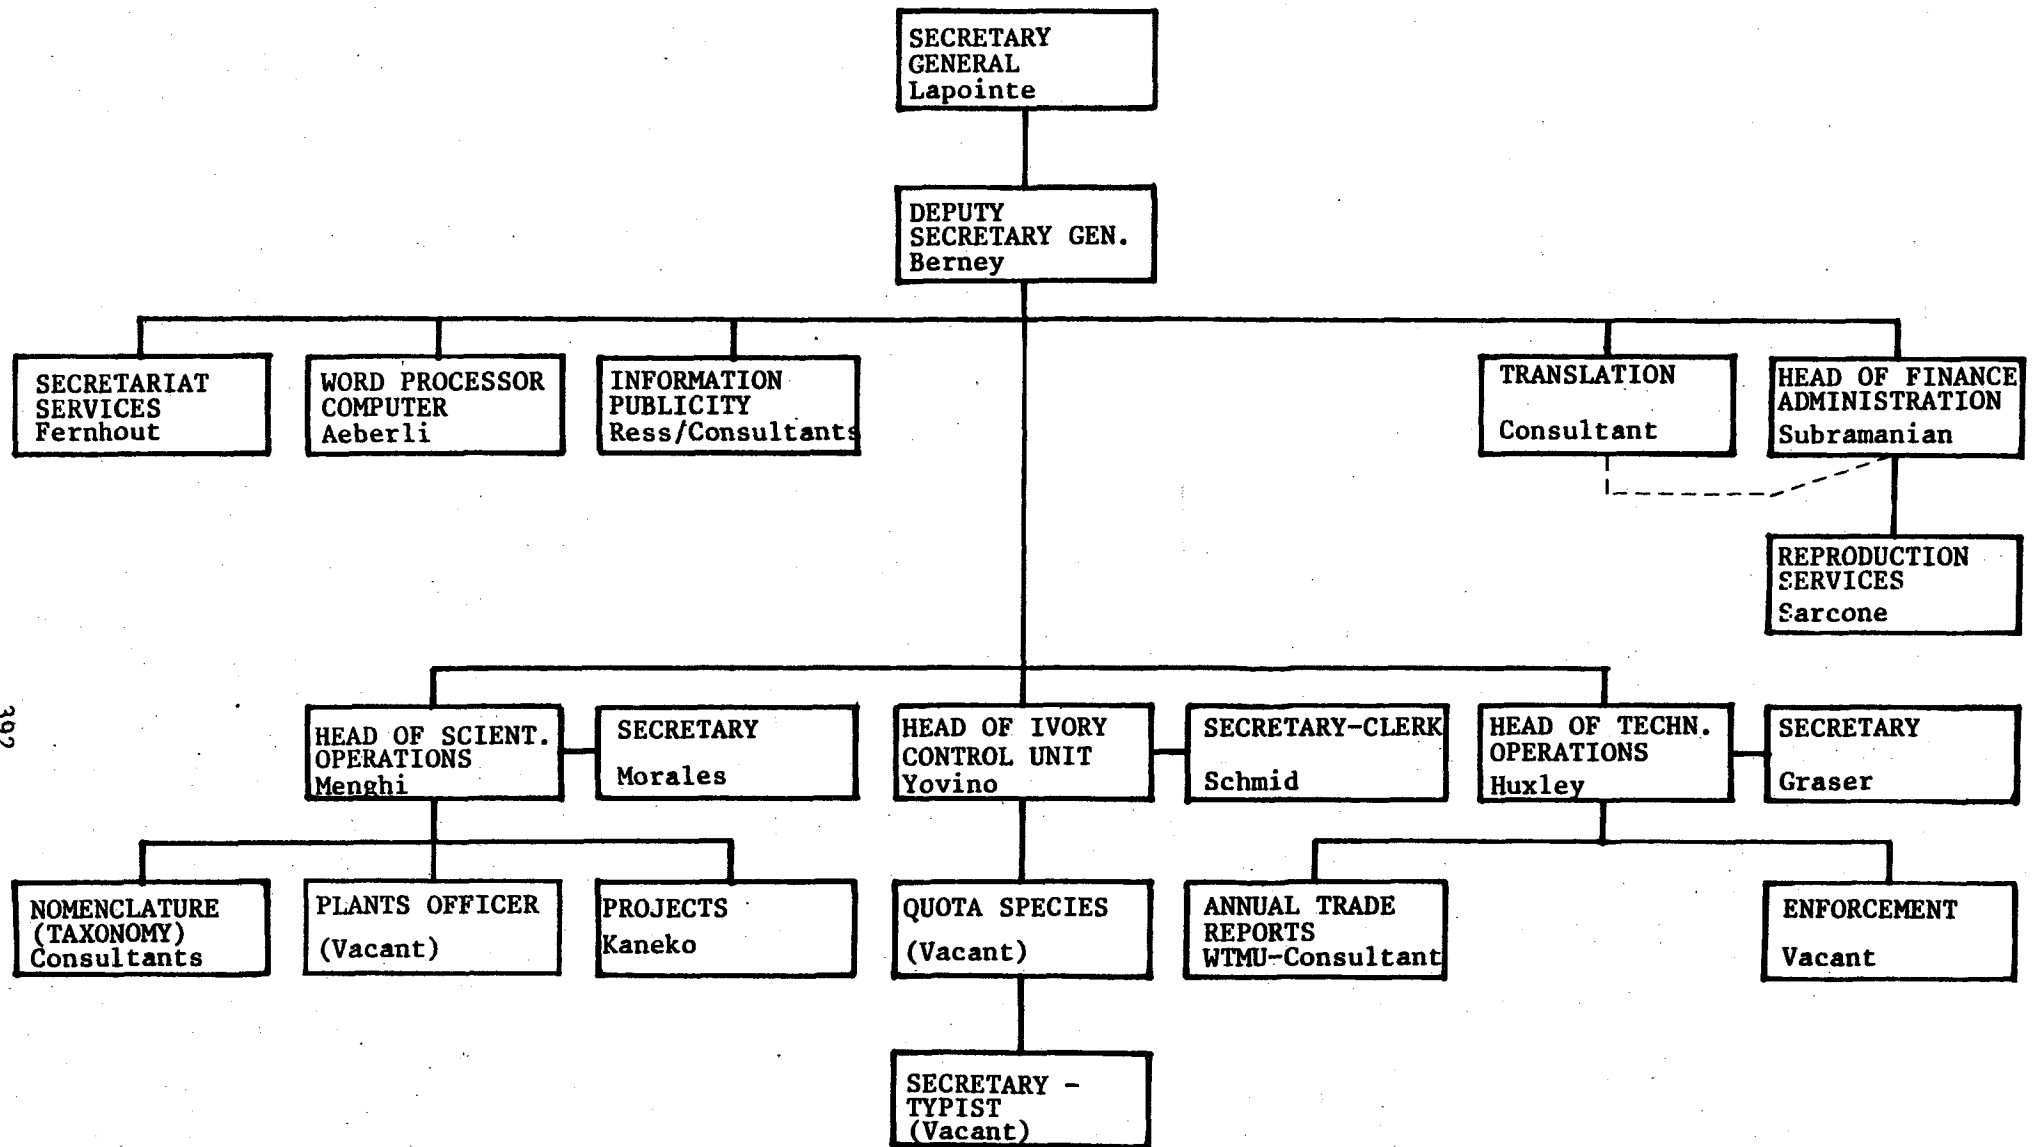 SECRETARY
GENERAL
Lapointe
DEPUTY
SECRETARY GEN.
Berney
SECRETARIAT
SERVICES
Fernhout
WORD PROCESSOR
COMPUTER
Aeberli
INFORMATION
PUBLICITY
Ress/Consultants
TRANSLATION
Consultant
HEAD OF FINANCE
ADMINISTRATION
Subramanian
REPRODUCTION
SERVICES
Sarcone
HEAD OF SCIENT.
OPERATIONS
Menghi
SECRETARY
Morales
HEAD OF IVORY
CONTROL UNIT
Yovino
SECRETARY-CLERK
Schmid
HEAD OF TECHN.
OPERATIONS
Huxley
SECRETARY
Graser
NOMENCLATURE
(TAXONOMY)
Consultants
PLANTS OFFICER
(Vacant)
PROJECTS
Kaneko
QUOTA SPECIES
(Vacant)
ANNUAL TRADE
REPORTS
WTMU-Consultant
ENFORCEMENT
Vacant
SECRETARY -
TYPIST
(Vacant)
392